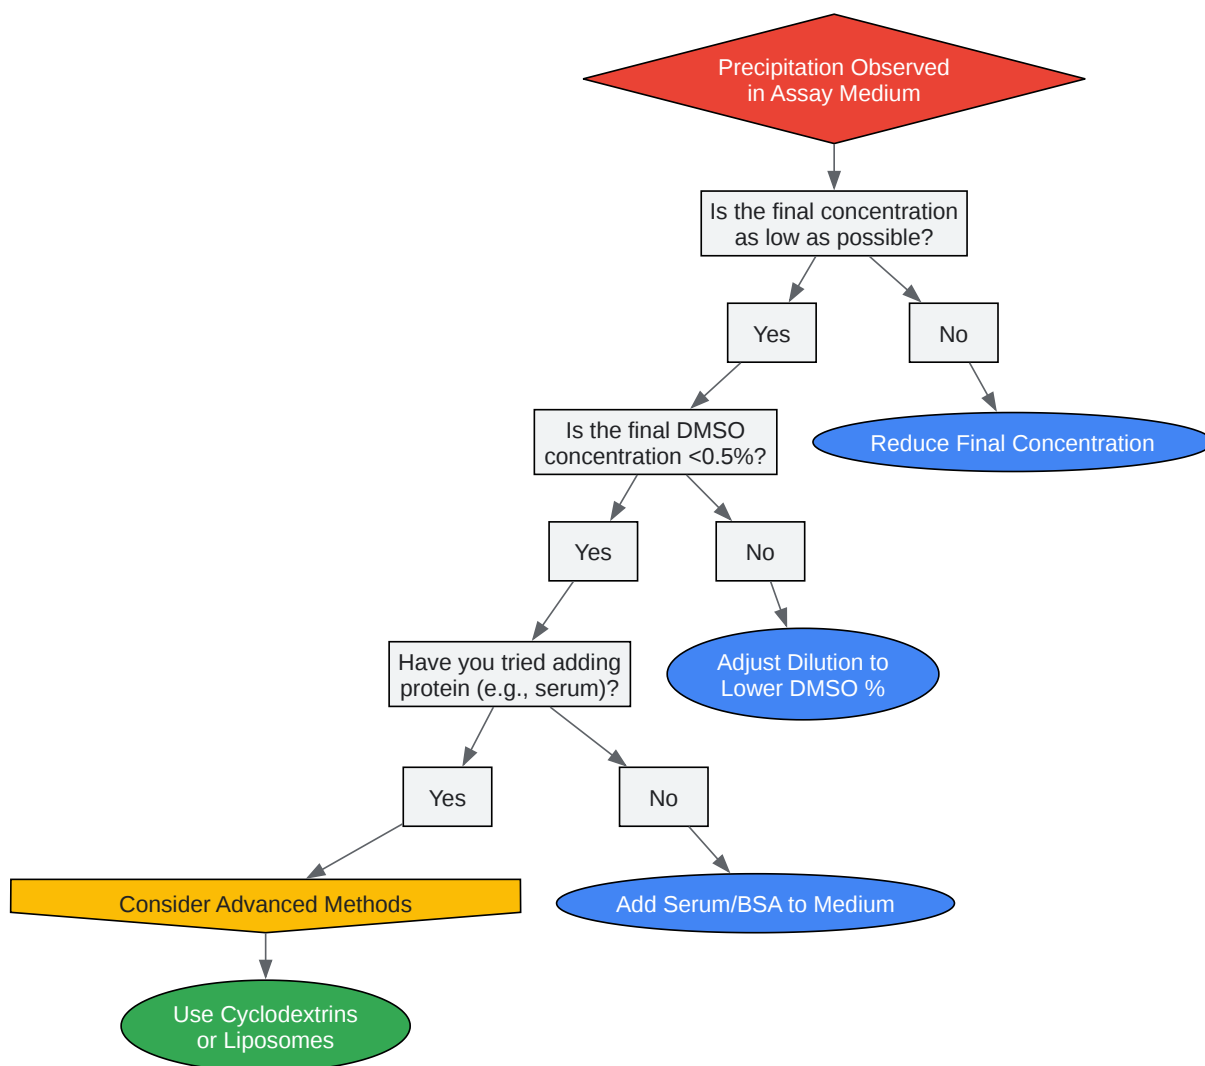 Precipitation Observed
in Assay Medium
Is the final concentration
as low as possible?
Yes
No
Is the final DMSO
concentration <0.5%?
Reduce Final Concentration
Yes
No
Have you tried adding
protein (e.g., serum)?
Adjust Dilution to
Lower DMSO %
Yes
No
Consider Advanced Methods
Add Serum/BSA to Medium
Use Cyclodextrins
or Liposomes